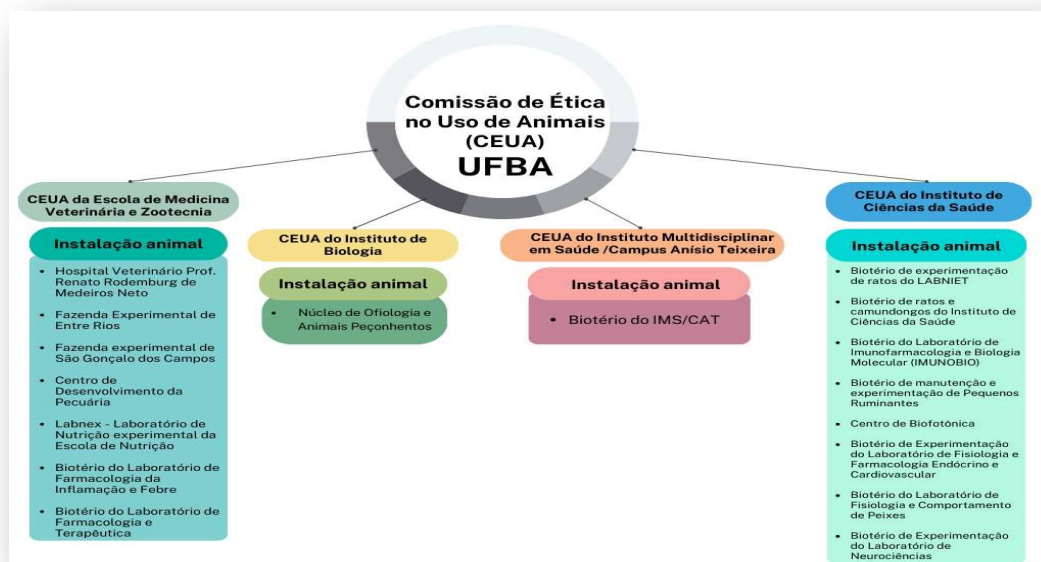 Comissão de Ética
no Uso de Animais
(CEUA)
UFBA
CEUA da Escola de Medicina
Veterinária e Zootecnia
Instalação animal
• Hospital Veterinário Prof.
Renato Rodemburg de
Medeiros Neto
• Fazenda Experimental de
Entre Rios
• Fazenda experimental de
São Gonçalo dos Campos
• Centro de
Desenvolvimento da
Pecuária
• Labnex - Laboratório de
Nutrição experimental da
Escola de Nutrição
• Biotério do Laboratório de
Farmacologia da
Inflamação e Febre
• Biotério do Laboratório de
Farmacologia e
Terapêutica
CEUA do Instituto de
Biologia
Instalação animal
• Núcleo de Ofiologia e
Animais Peçonhentos
CEUA do Instituto Multidisciplinar
em Saúde /Campus Anísio Teixeira
Instalação animal
• Biotério do IMS/CAT
CEUA do Instituto de
Ciências da Saúde
Instalação animal
• Biotério de experimentação
de ratos do LABNIET
• Biotério de ratos e
camundongos do Instituto de
Ciências da Saúde
• Biotério do Laboratório de
Imunofarmacologia e Biologia
Molecular (IMUNOBIO)
• Biotério de manutenção e
experimentação de Pequenos
Ruminantes
• Centro de Biofotônica
• Biotério de Experimentação
do Laboratório de Fisiologia e
Farmacologia Endócrino e
Cardiovascular
• Biotério do Laboratório de
Fisiologia e Comportamento
de Peixes
• Biotério de Experimentação
do Laboratório de
Neurociências